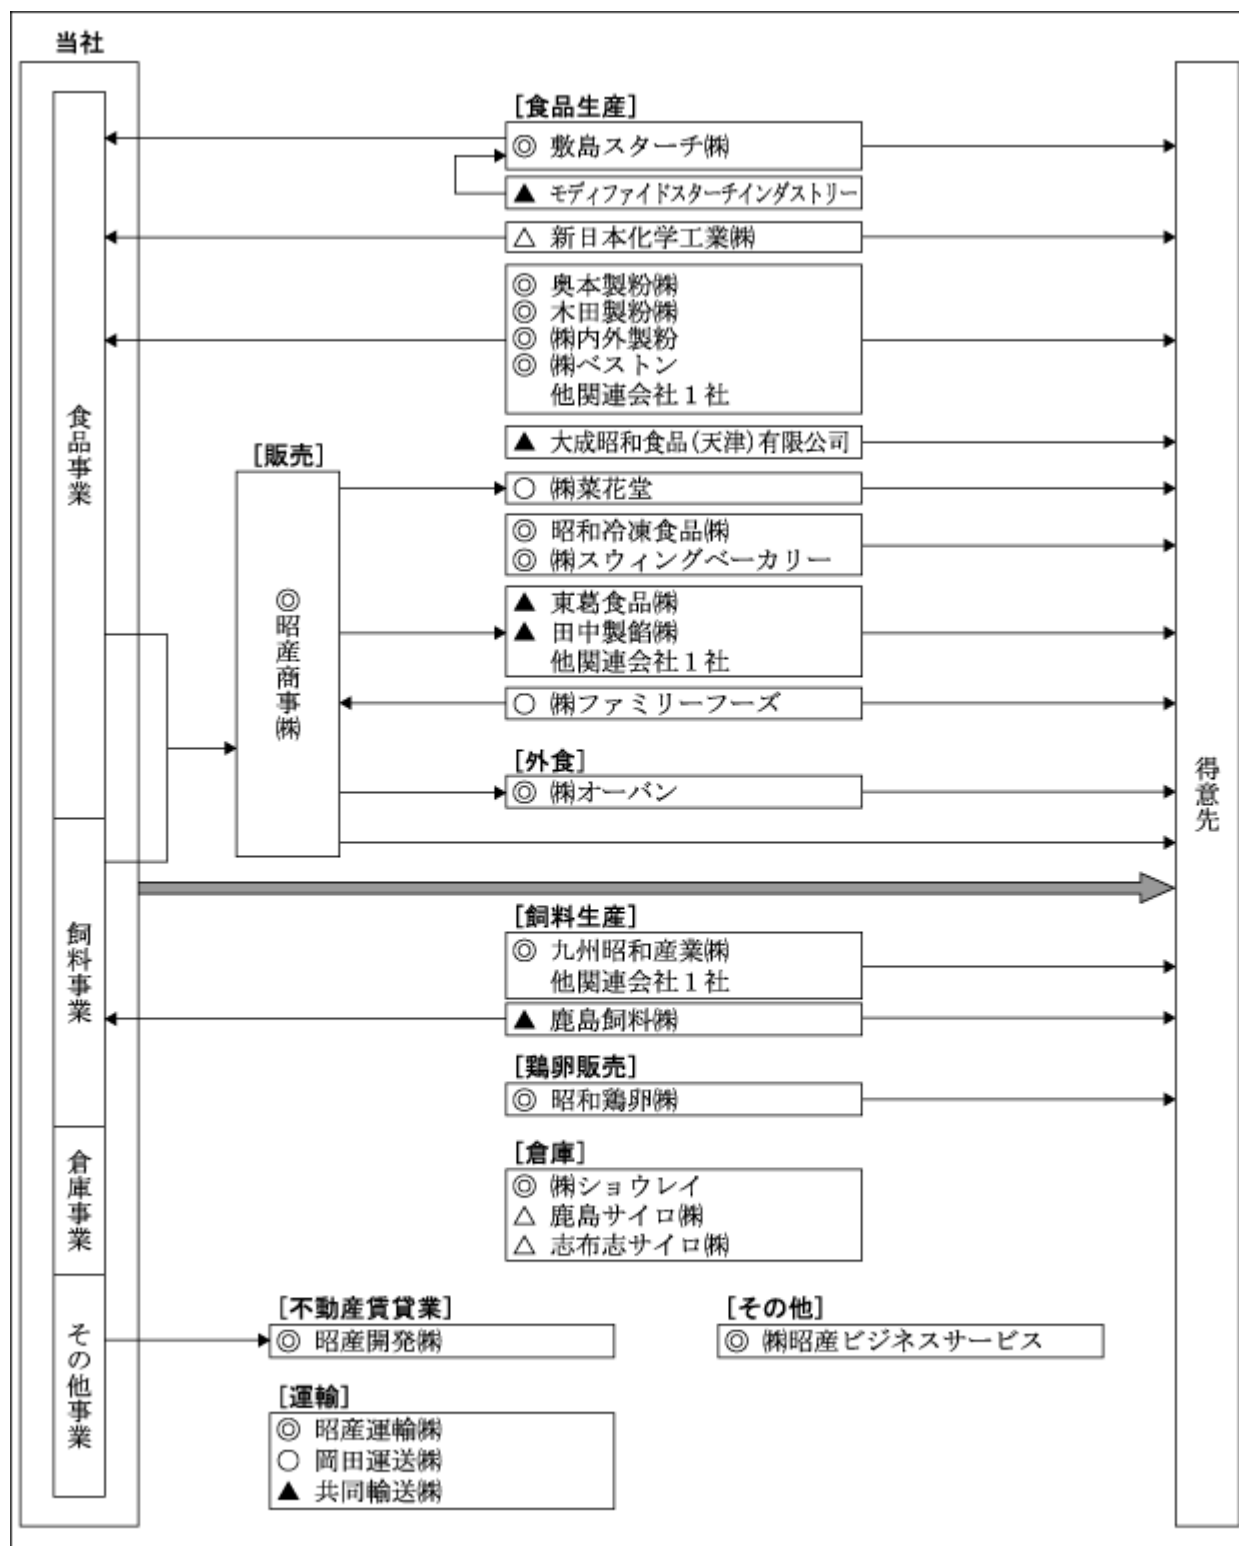 当社
食品事業
飼料事業
倉庫事業
その他事業
[販売]
◎昭産商事㈱
[食品生産]
◎ 敷島スターチ㈱
▲ モディファイドスターチインダストリー
△ 新日本化学工業㈱
◎ 奥本製粉㈱
◎ 木田製粉㈱
◎ ㈱内外製粉
◎ ㈱ベストン
他関連会社１社
▲ 大成昭和食品(天津)有限公司
○ ㈱菜花堂
◎ 昭和冷凍食品㈱
◎ ㈱スウィングベーカリー
▲ 東葛食品㈱
▲ 田中製餡㈱
他関連会社１社
○ ㈱ファミリーフーズ
[外食]
◎ ㈱オーバン
[飼料生産]
◎ 九州昭和産業㈱
他関連会社１社
▲ 鹿島飼料㈱
[鶏卵販売]
◎ 昭和鶏卵㈱
[倉庫]
◎ ㈱ショウレイ
△ 鹿島サイロ㈱
△ 志布志サイロ㈱
[不動産賃貸業]
◎ 昭産開発㈱
[その他]
◎ ㈱昭産ビジネスサービス
[運輸]
◎ 昭産運輸㈱
○ 岡田運送㈱
▲ 共同輸送㈱
得意先